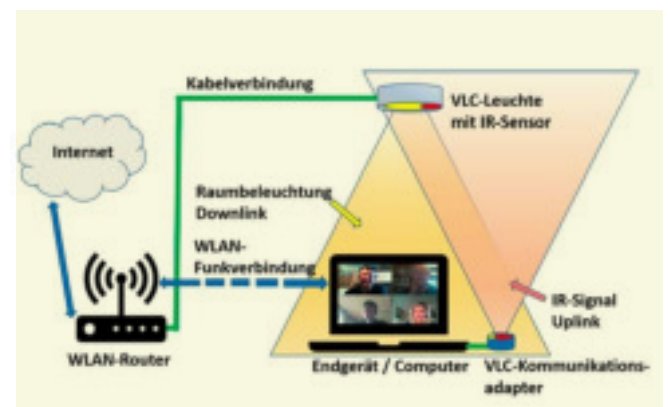 Kabelverbindung
VLC-Leuchte
mit IR-Sensor
Internet
Raumbeleuchtung
Downlink
WLAN-
Funkverbindung
IR-Signal
Uplink
WLAN-Router
Endgerät / Computer
VLC-Kommunikations-
adapter